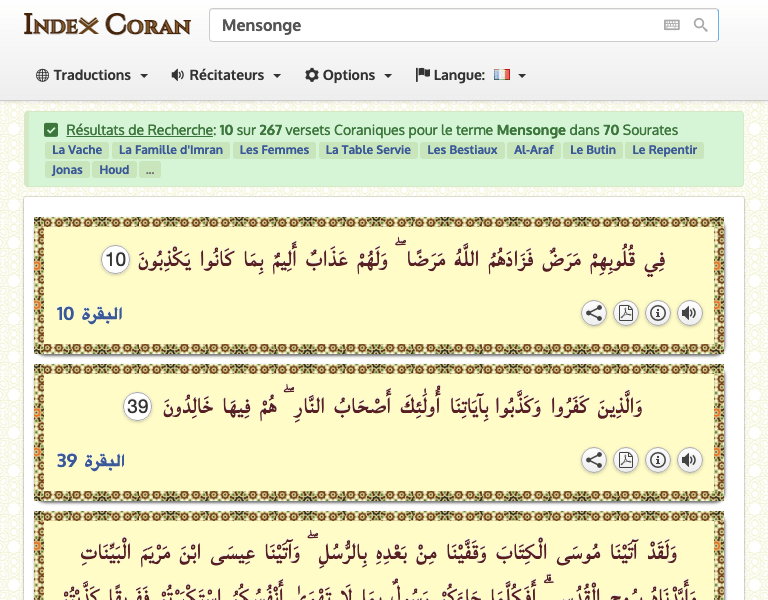 INDEX CORAN
Mensonge
Traductions
Récitateurs
Options
Langue:
Résultats de Recherche: 10 sur 267 versets Coraniques pour le terme Mensonge dans 70 Sourates
La Vache La Famille d'Imran Les Femmes La Table Servie Les Bestiaux Al-Araf Le Butin Le Repentir
Jonas Houd ...
فِي قُلُوبِهِمْ مَرَضٌ فَزَادَهُمُ اللَّهُ مَرَضًا ۖ وَلَهُمْ عَذَابٌ أَلِيمٌ بِمَا كَانُوا يَكْذِبُونَ 10
البقرة 10
وَالَّذِينَ كَفَرُوا وَكَذَّبُوا بِآيَاتِنَا أُولَٰئِكَ أَصْحَابُ النَّارِ ۖ هُمْ فِيهَا خَالِدُونَ 39
البقرة 39
وَلَقَدْ آتَيْنَا مُوسَى الْكِتَابَ وَقَفَّيْنَا مِنْ بَعْدِهِ بِالرُّسُلِ ۖ وَآتَيْنَا عِيسَى ابْنَ مَرْيَمَ الْبَيِّنَاتِ